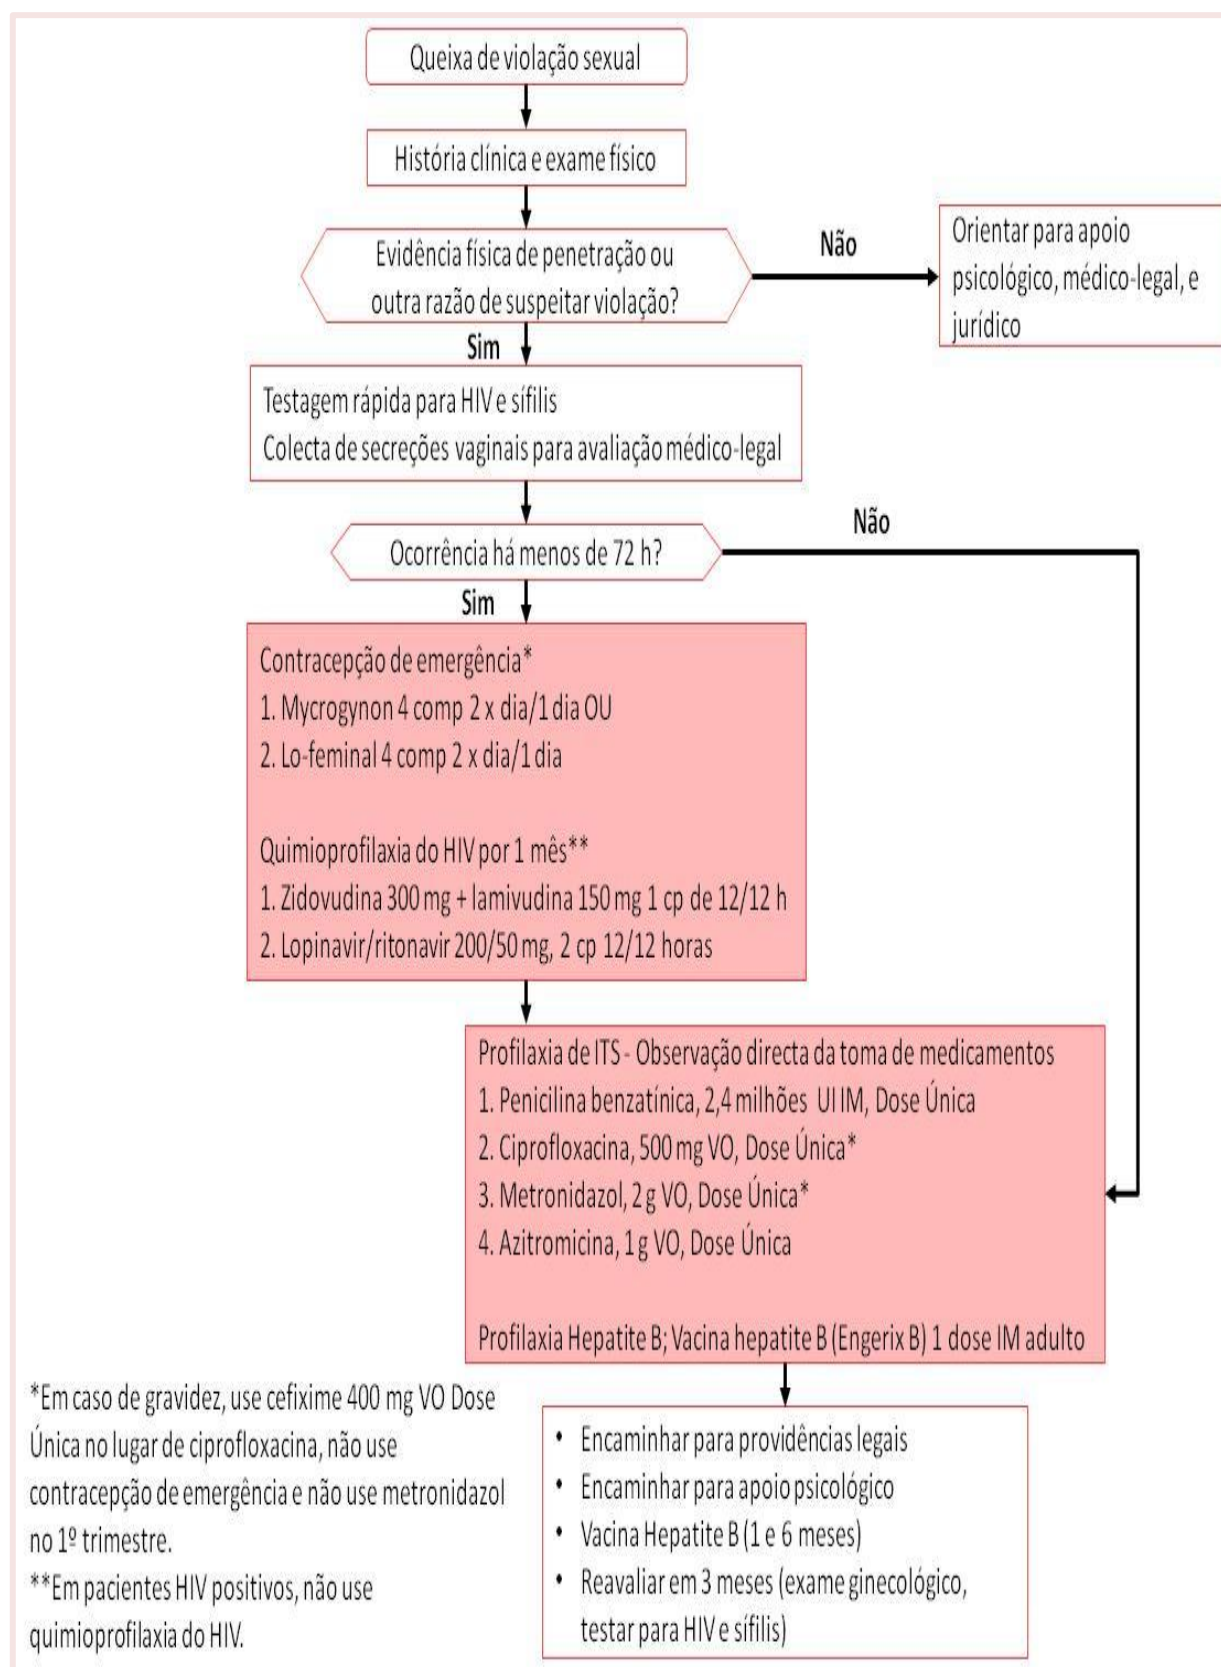 Queixa de violação sexual
História clínica e exame físico
Evidência física de penetração ou
outra razão de suspeitar violação?
Não
Orientar para apoio
psicológico, médico-legal, e
jurídico
Sim
Testagem rápida para HIV e sífilis
Colecta de secreções vaginais para avaliação médico-legal
Ocorrência há menos de 72 h?
Não
Sim
Contracepção de emergência*
1. Mycrogynon 4 comp 2 x dia/1 dia OU
2. Lo-feminal 4 comp 2 x dia/1 dia
Quimioprofilaxia do HIV por 1 mês**
1. Zidovudina 300 mg + lamivudina 150 mg 1 cp de 12/12 h
2. Lopinavir/ritonavir 200/50 mg, 2 cp 12/12 horas
Profilaxia de ITS - Observação directa da toma de medicamentos
1. Penicilina benzatínica, 2,4 milhões UI IM, Dose Única
2. Ciprofloxacina, 500 mg VO, Dose Única*
3. Metronidazol, 2 g VO, Dose Única*
4. Azitromicina, 1 g VO, Dose Única
Profilaxia Hepatite B; Vacina hepatite B (Engerix B) 1 dose IM adulto
*Em caso de gravidez, use cefixime 400 mg VO Dose
Única no lugar de ciprofloxacina, não use
contracepção de emergência e não use metronidazol
no 1º trimestre.
**Em pacientes HIV positivos, não use
quimioprofilaxia do HIV.
• Encaminhar para providências legais
• Encaminhar para apoio psicológico
• Vacina Hepatite B (1 e 6 meses)
• Reavaliar em 3 meses (exame ginecológico,
testar para HIV e sífilis)